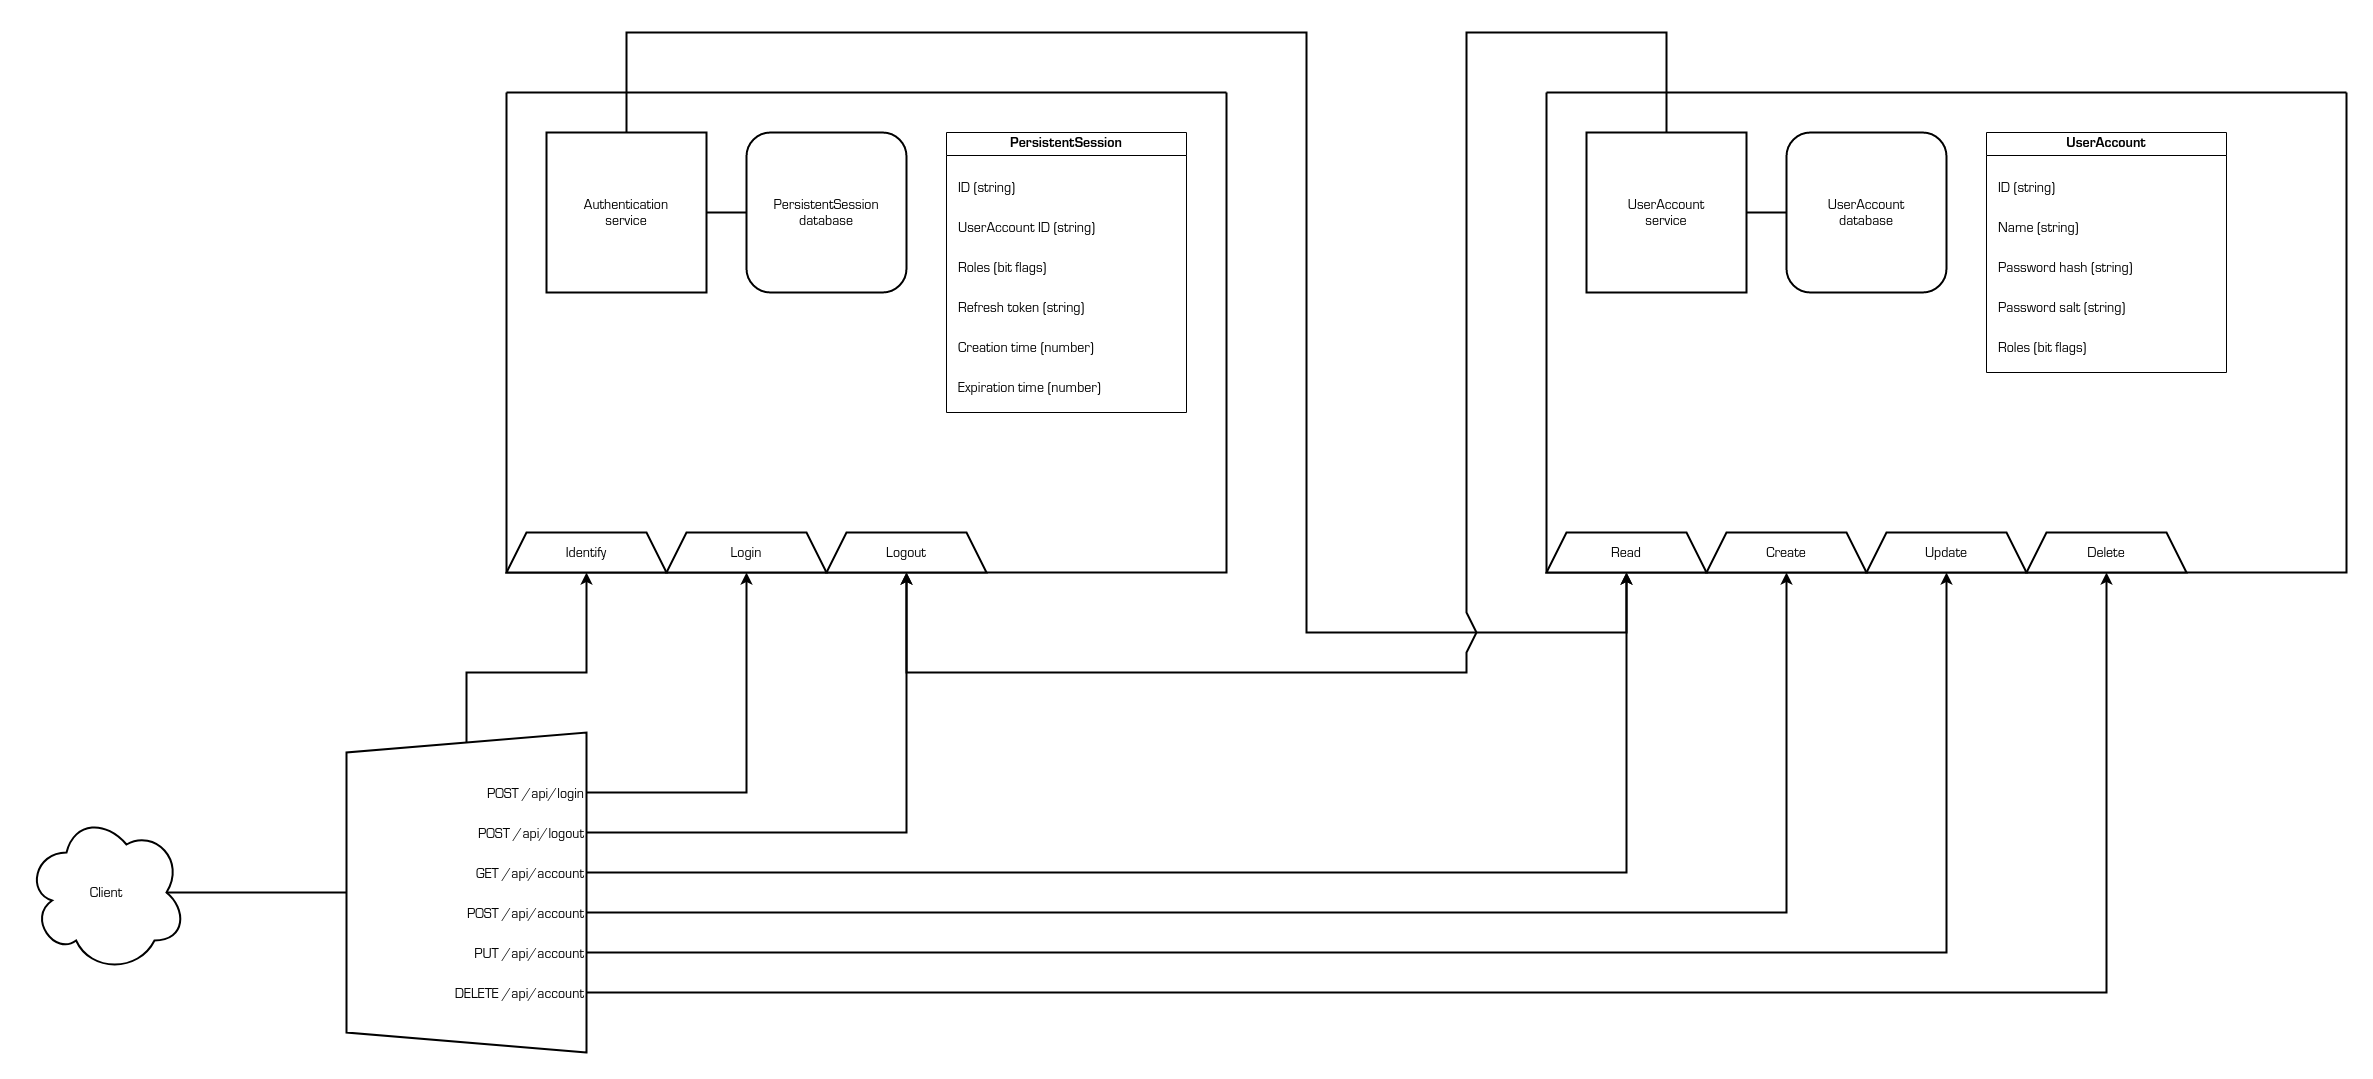 Authentication
service
PersistentSession
database
PersistentSession
ID (string)
UserAccount ID (string)
Roles (bit flags)
Refresh token (string)
Creation time (number)
Expiration time (number)
Identify
Login
Logout
UserAccount
service
UserAccount
database
UserAccount
ID (string)
Name (string)
Password hash (string)
Password salt (string)
Roles (bit flags)
Read
Create
Update
Delete
Client
POST /api/login
POST /api/logout
GET /api/account
POST /api/account
PUT /api/account
DELETE /api/account